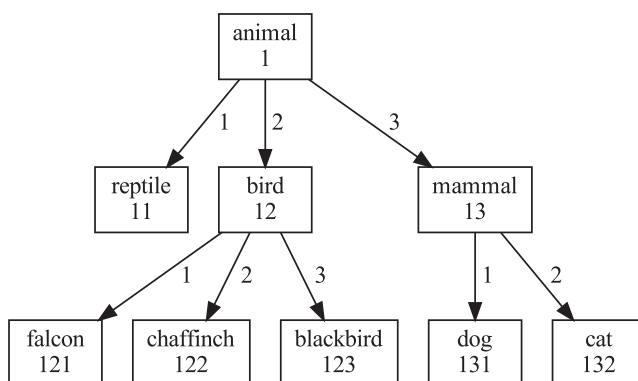 animal
1
1
2
3
reptile
11
bird
12
mammal
13
1
2
3
1
2
falcon
121
chaffinch
122
blackbird
123
dog
131
cat
132